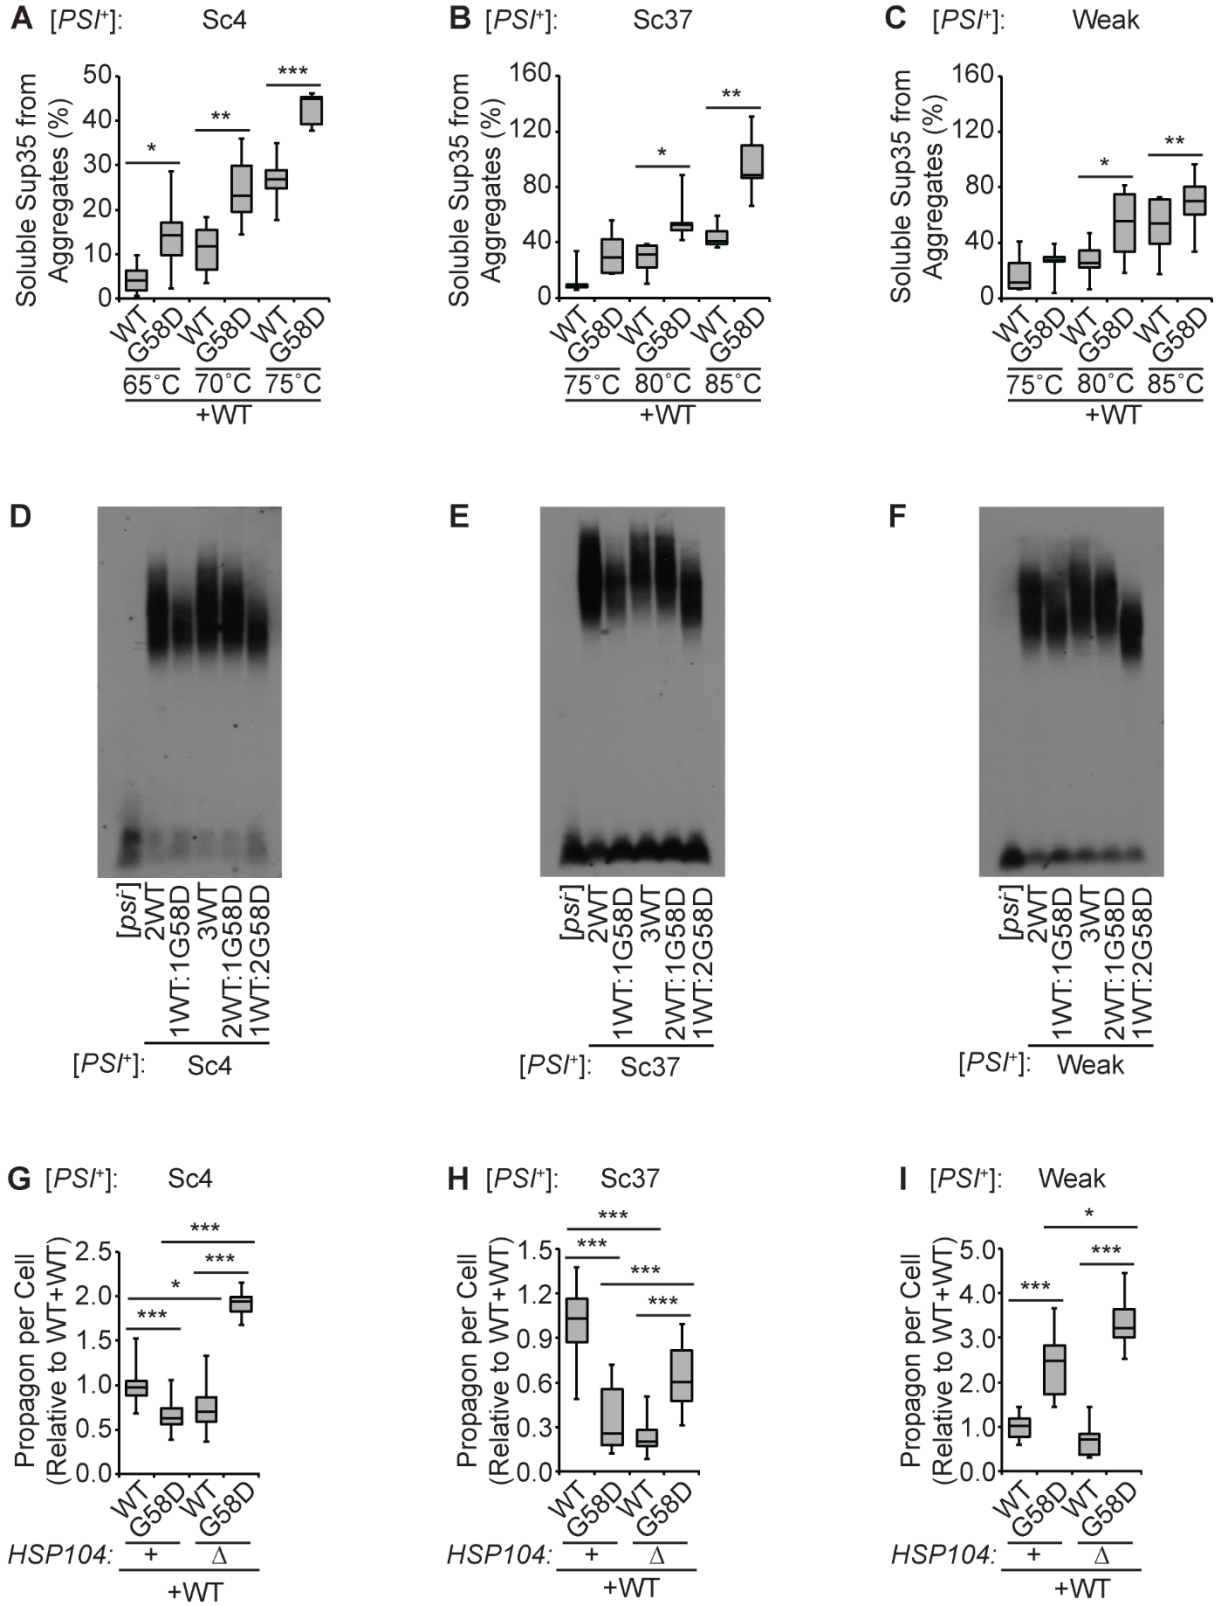 A [PSI+]: Sc4
Soluble Sup35 from
Aggregates (%)
50
40
30
20
10
0
*
**
***
WT
G58D
WT
G58D
WT
G58D
65°C
70°C
75°C
+WT
B [PSI+]: Sc37
Soluble Sup35 from
Aggregates (%)
160
120
80
40
0
*
**
WT
G58D
WT
G58D
WT
G58D
75°C
80°C
85°C
+WT
C [PSI+]: Weak
Soluble Sup35 from
Aggregates (%)
160
120
80
40
0
*
**
WT
G58D
WT
G58D
WT
G58D
75°C
80°C
85°C
+WT
D
[psi-]
2WT
1WT:1G58D
3WT
2WT:1G58D
1WT:2G58D
[PSI+]: Sc4
E
[psi-]
2WT
1WT:1G58D
3WT
2WT:1G58D
1WT:2G58D
[PSI+]: Sc37
F
[psi-]
2WT
1WT:1G58D
3WT
2WT:1G58D
1WT:2G58D
[PSI+]: Weak
G [PSI+]: Sc4
Propagon per Cell
(Relative to WT+WT)
2.5
2.0
1.5
1.0
0.5
0.0
***
***
*
***
WT
G58D
WT
G58D
HSP104: + Δ
+WT
H [PSI+]: Sc37
Propagon per Cell
(Relative to WT+WT)
1.5
1.2
0.9
0.6
0.3
0.0
***
***
***
***
WT
G58D
WT
G58D
HSP104: + Δ
+WT
I [PSI+]: Weak
Propagon per Cell
(Relative to WT+WT)
5.0
4.0
3.0
2.0
1.0
0.0
*
***
***
WT
G58D
WT
G58D
HSP104: + Δ
+WT